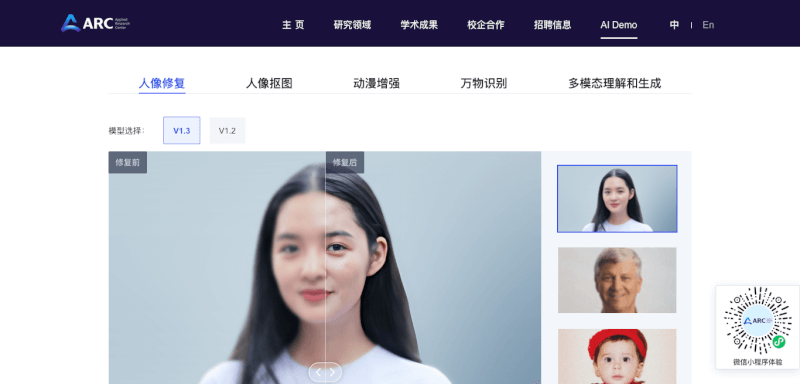 ARC Applied Research Center
主 页
研究领域
学术成果
校企合作
招聘信息
AI Demo
中
En
人像修复
人像抠图
动漫增强
万物识别
多模态理解和生成
模型选择：
V1.3
V1.2
修复前
修复后
ARC
微信小程序体验